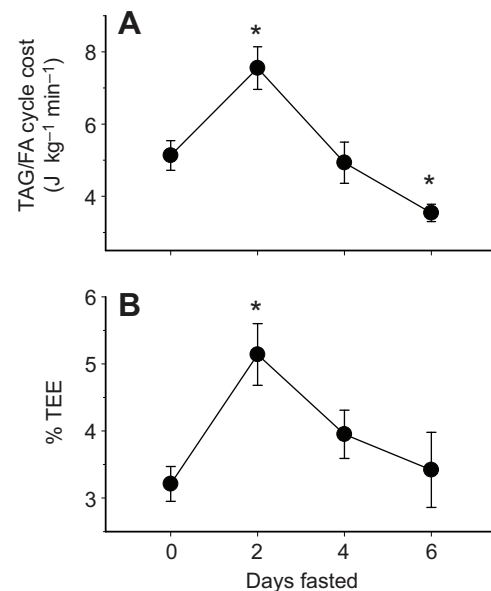 A
*
*
8
6
4
TAG/FA cycle cost
(J kg⁻¹ min⁻¹)
B
*
6
5
4
3
% TEE
0 2 4 6
Days fasted